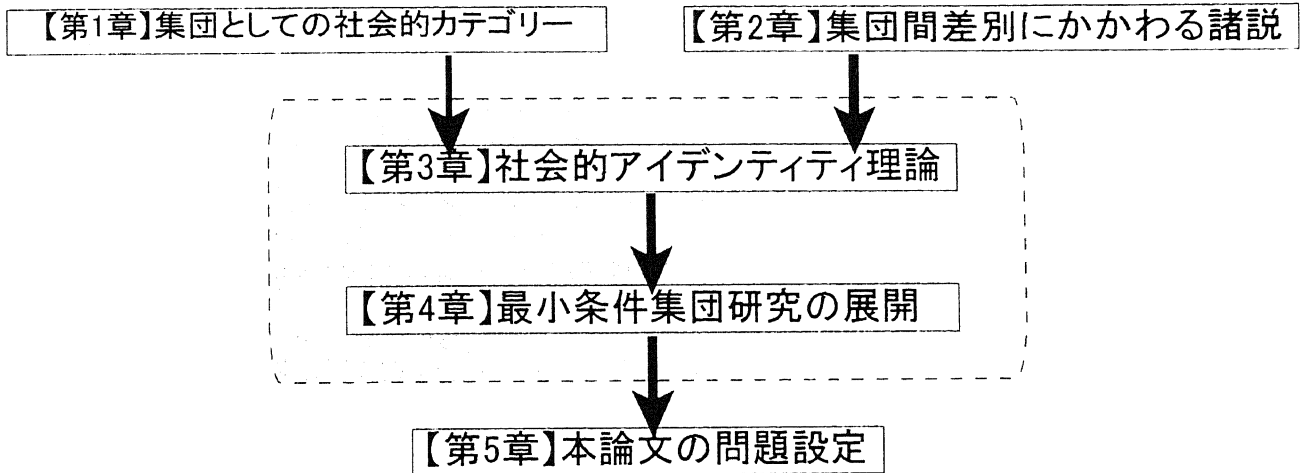 【第1章】集団としての社会的カテゴリー
【第2章】集団間差別にかかわる諸説
【第3章】社会的アイデンティティ理論
【第4章】最小条件集団研究の展開
【第5章】本論文の問題設定